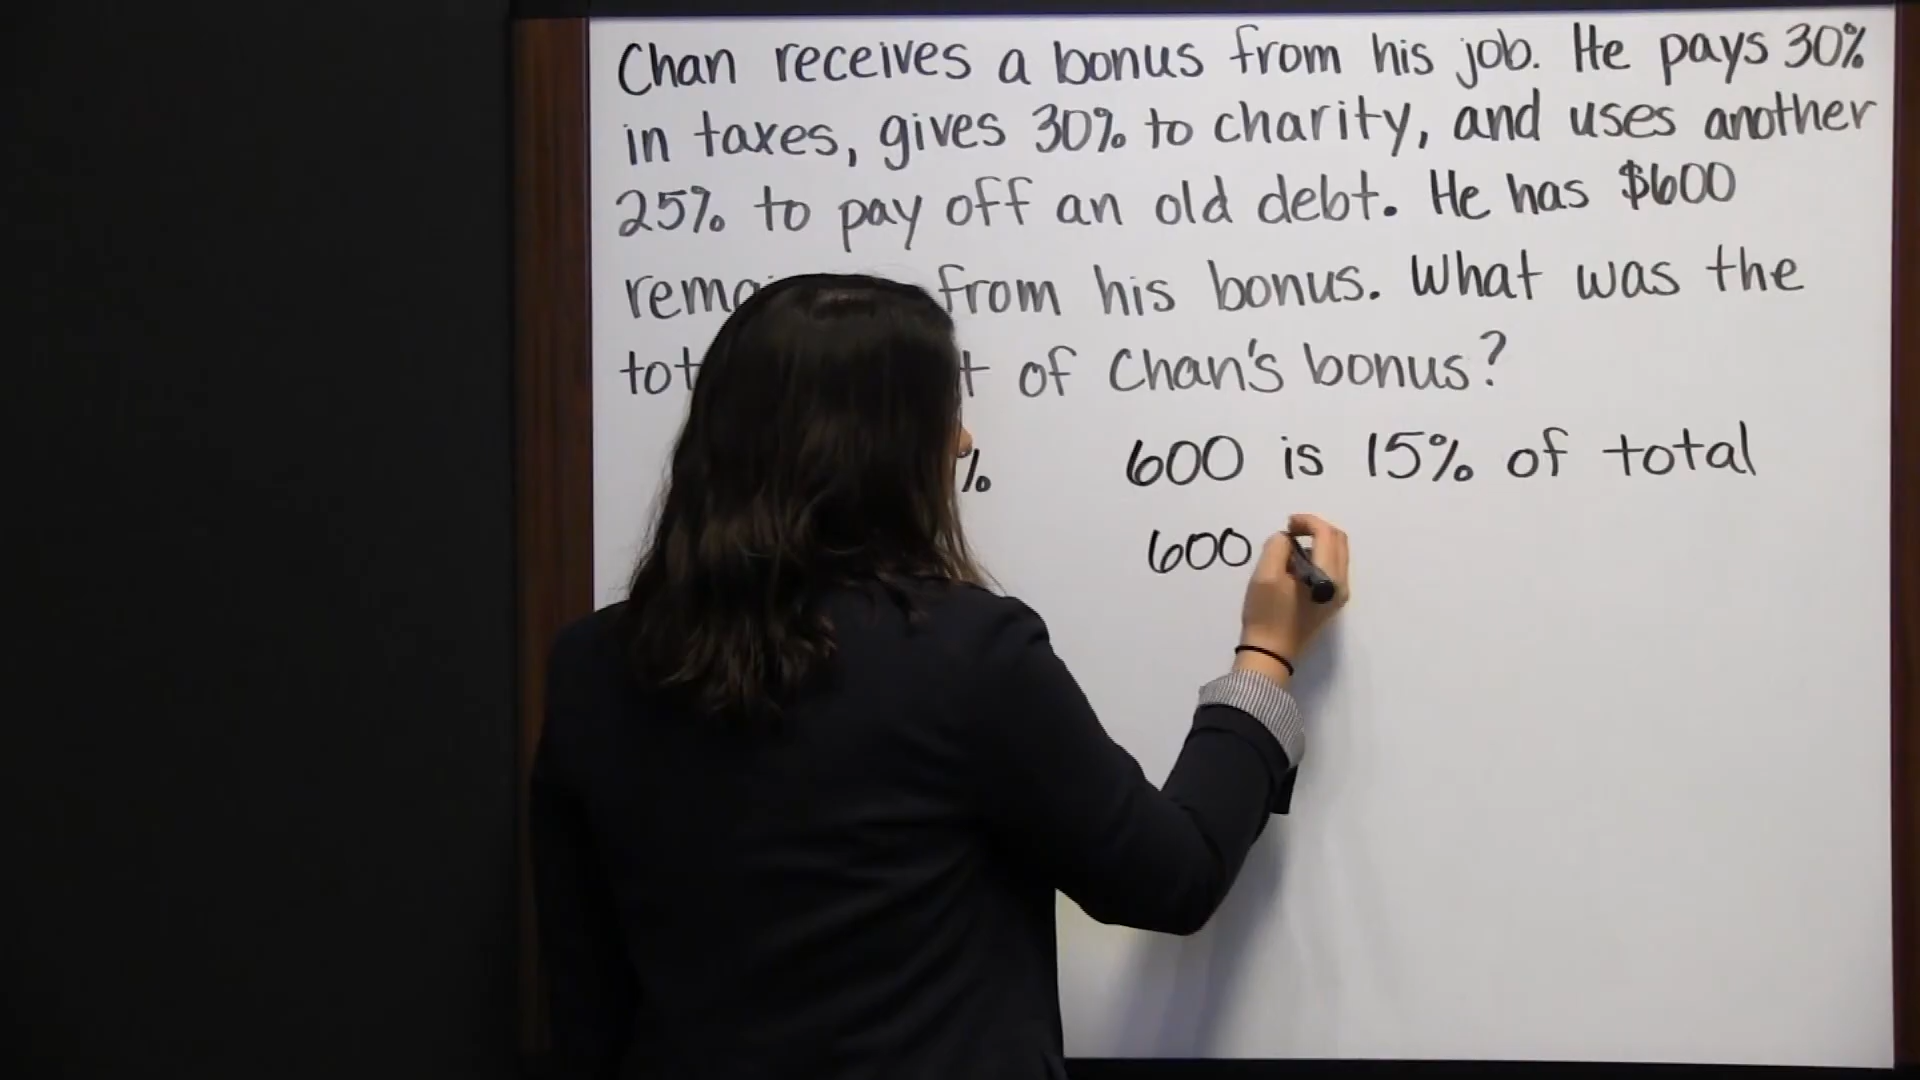 Chan receives a bonus from his job. He pays 30%
in taxes, gives 30% to charity, and uses another
25% to pay off an old debt. He has $600
from his bonus. What was the
of Chan's bonus?
% 600 is 15% of total
600